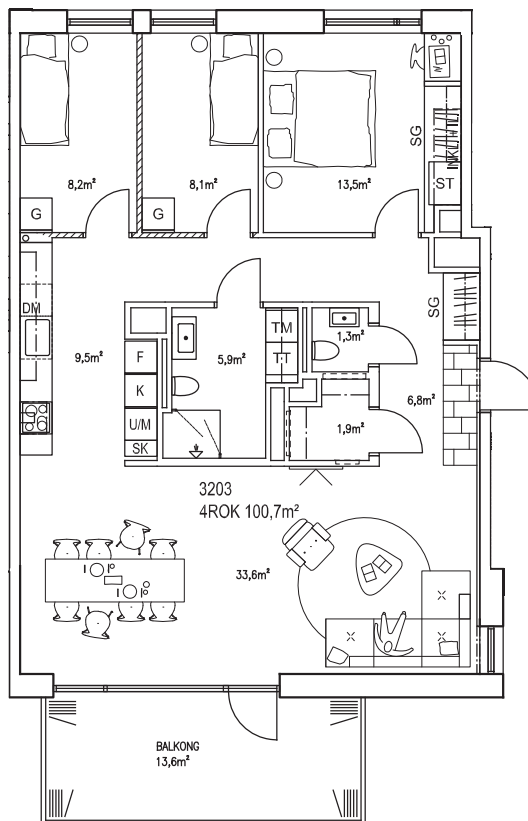 8,2m²
8,1m²
13,5m²
SG
ST
G
G
DM
SG
9,5m²
F
K
U/M
SK
5,9m²
TM
TT
1,3m²
6,8m²
1,9m²
3203
4ROK 100,7m²
33,6m²
BALKONG
13,6m²